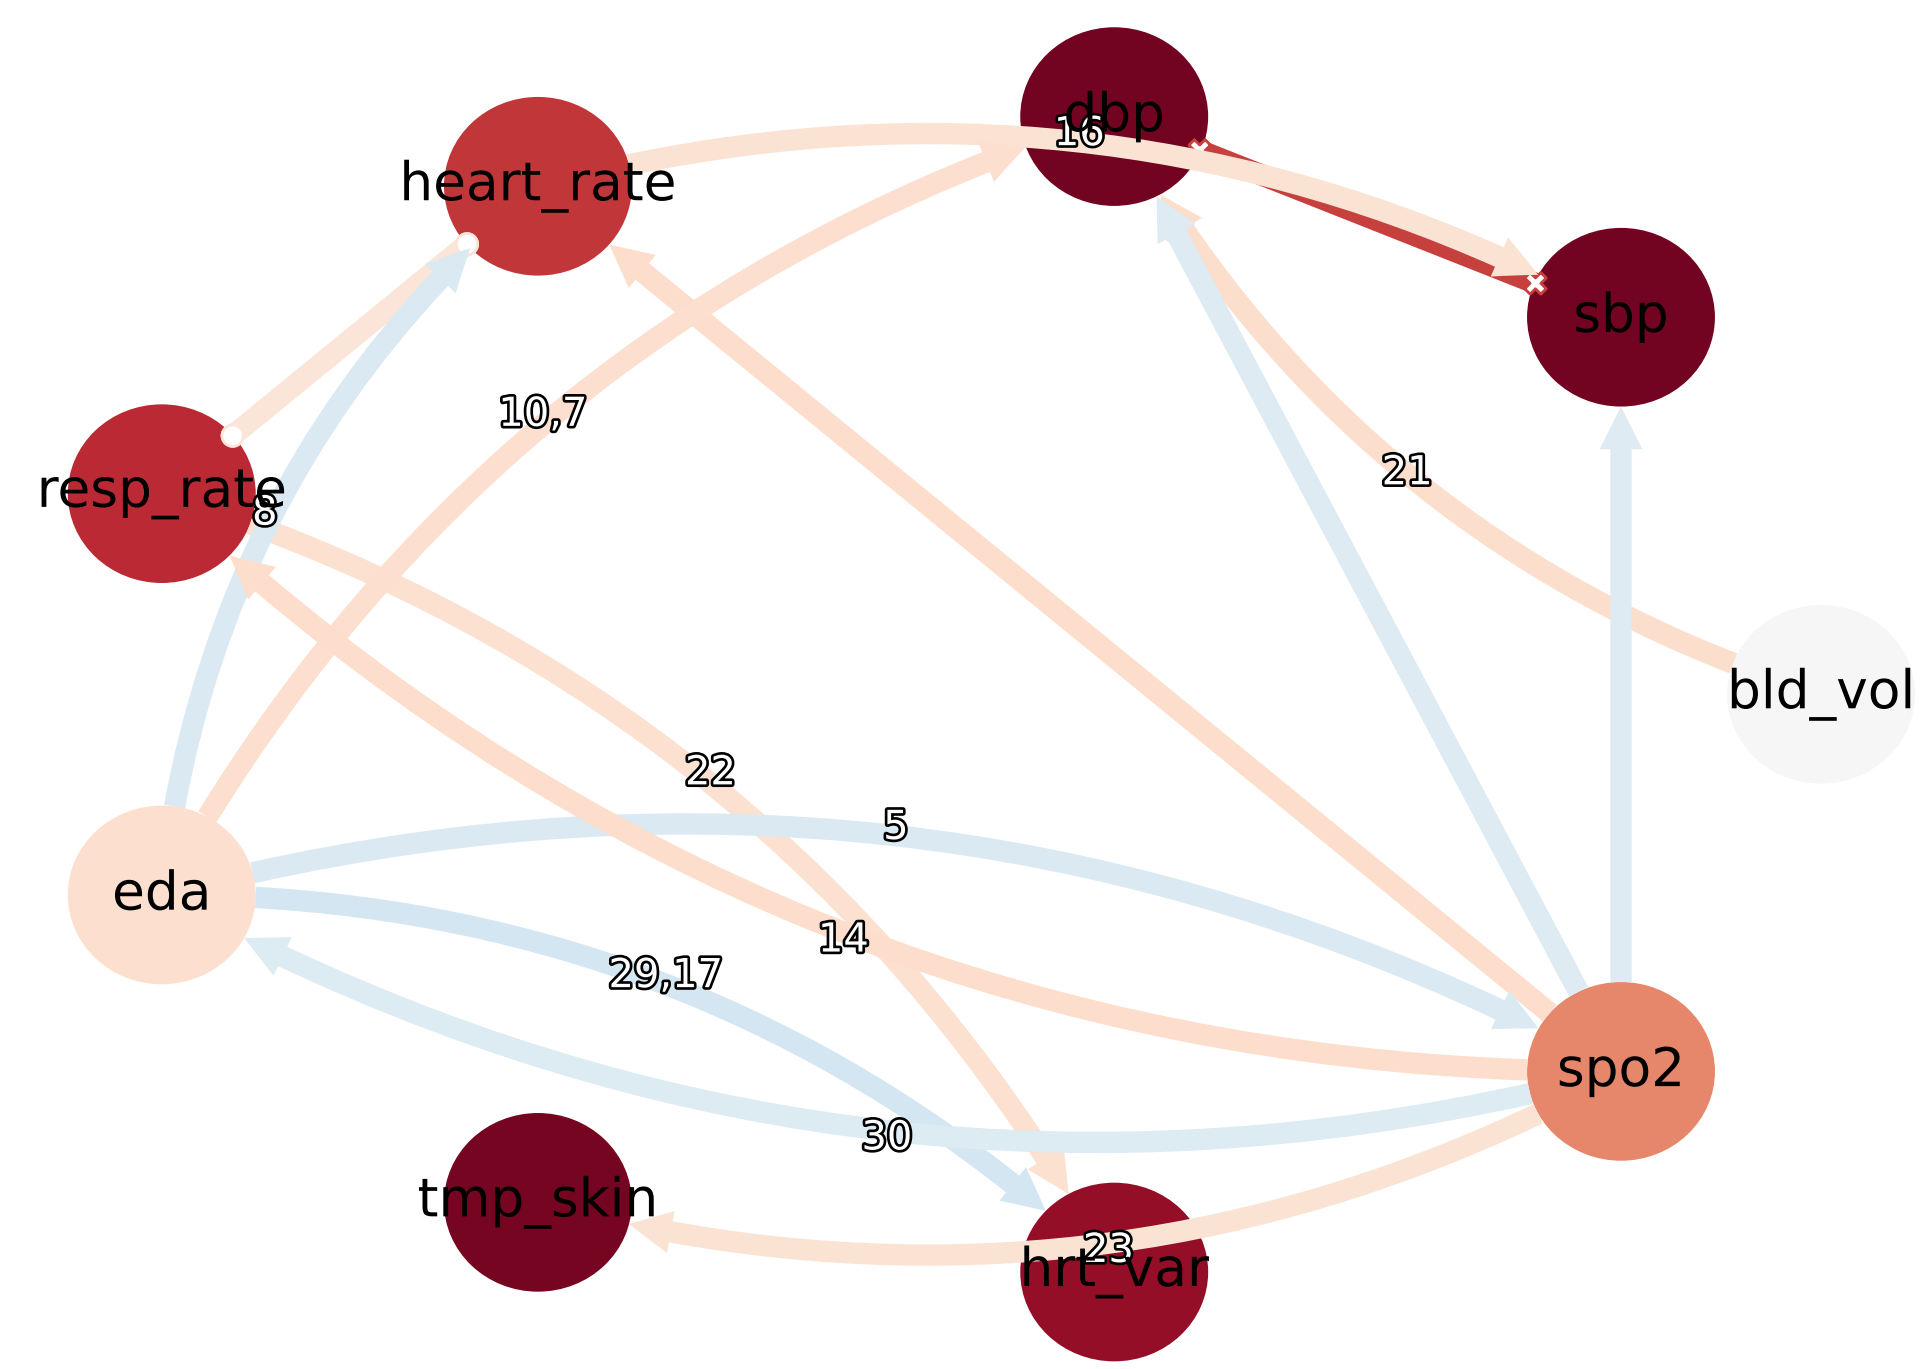 dbp
16
heart_rate
sbp
10,7
21
resp_rate
8
bld_vol
22
5
eda
14
29,17
spo2
30
tmp_skin
23
hrt_var